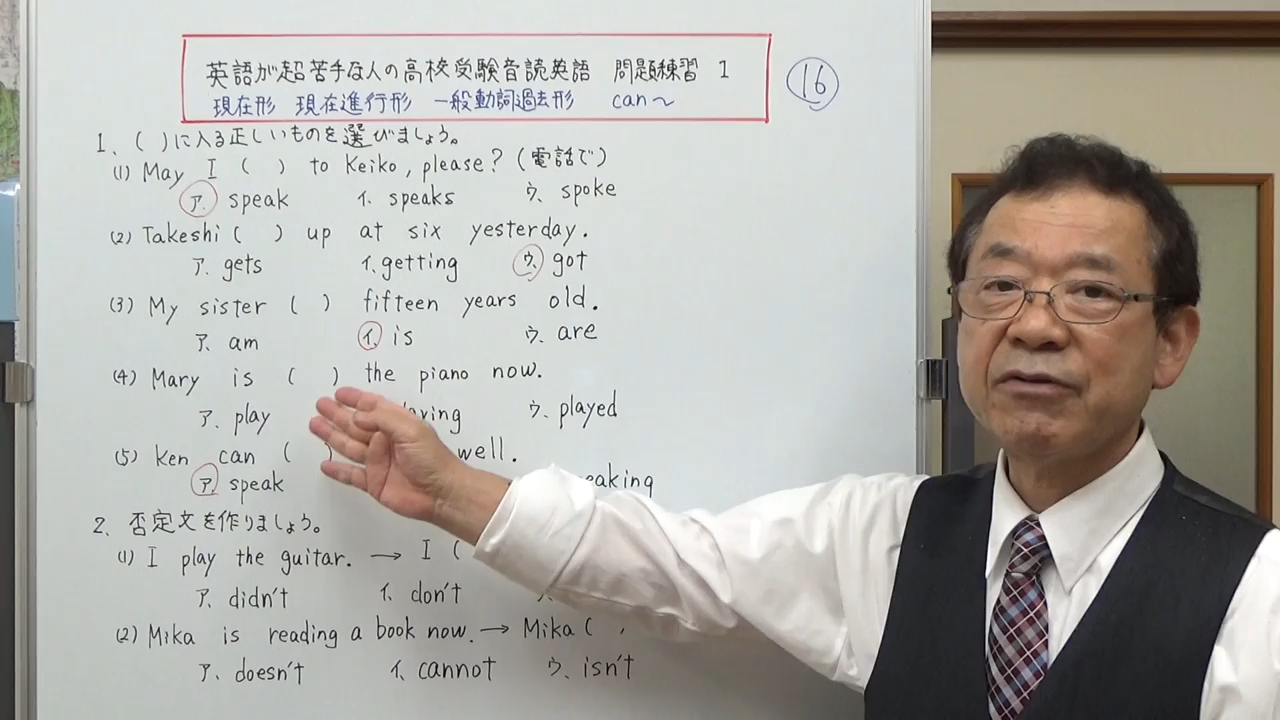 英語が超苦手な人の高校受験音読英語 問題練習 1
現在形 現在進行形 一般動詞過去形 can～
16
1、( )に入る正しいものを選びましょう。
(1) May I ( ) to Keiko, please? (電話で)
ア. speak イ. speaks ウ. spoke
(2) Takeshi ( ) up at six yesterday.
ア. gets イ. getting ウ. got
(3) My sister ( ) fifteen years old.
ア. am イ. is ウ. are
(4) Mary is ( ) the piano now.
ア. play ウ. played
(5) Ken can ( ) well.
ア. speak
2、否定文を作りましょう。
(1) I play the guitar. → I (
ア. didn't イ. don't
(2) Mika is reading a book now. → Mika (
ア. doesn't イ. cannot ウ. isn't